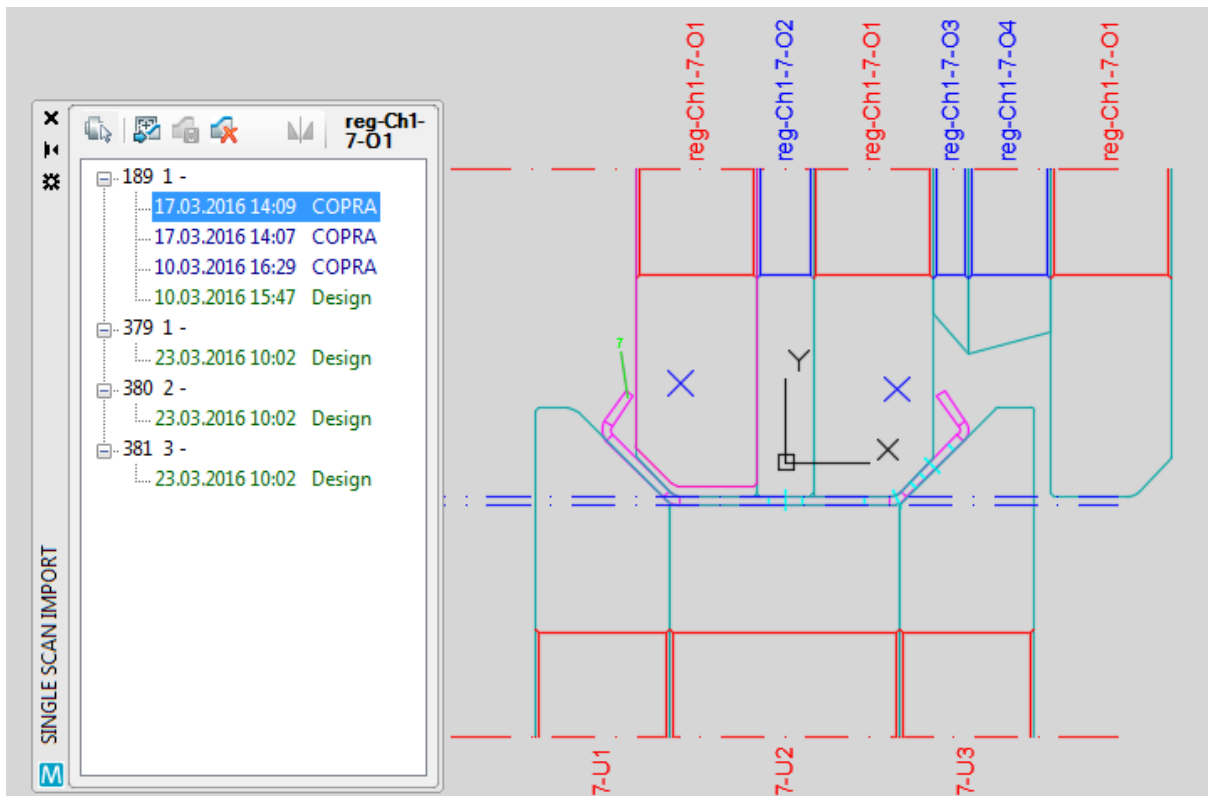 reg-Ch1-
7-O1
189 1 -
17.03.2016 14:09 COPRA
17.03.2016 14:07 COPRA
10.03.2016 16:29 COPRA
10.03.2016 15:47 Design
379 1 -
23.03.2016 10:02 Design
380 2 -
23.03.2016 10:02 Design
381 3 -
23.03.2016 10:02 Design
SINGLE SCAN IMPORT
M
reg-Ch1-7-O1
reg-Ch1-7-O2
reg-Ch1-7-O1
reg-Ch1-7-O3
reg-Ch1-7-O4
reg-Ch1-7-O1
7
Y
X
7-U1
7-U2
7-U3